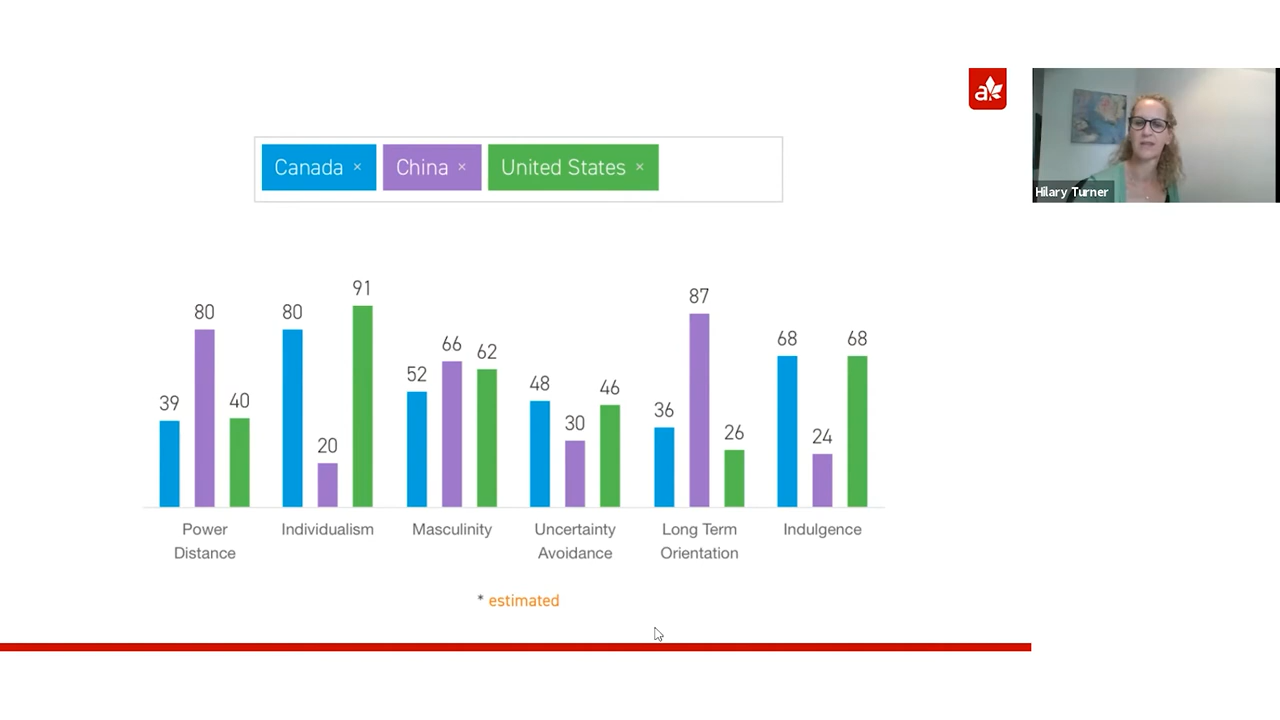 a
Hilary Turner
Canada × China × United States ×
39 80 40 80 20 91 52 66 62 48 30 46 36 87 26 68 24 68
Power Distance
Individualism
Masculinity
Uncertainty Avoidance
Long Term Orientation
Indulgence
* estimated